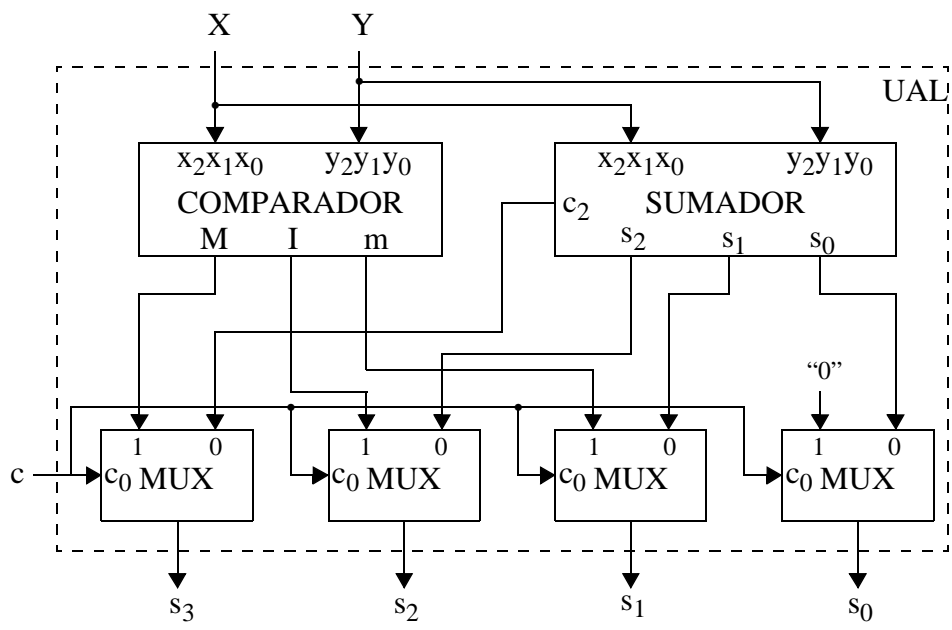 X Y
UAL
x₂x₁x₀ y₂y₁y₀ x₂x₁x₀ y₂y₁y₀
COMPARADOR c₂ SUMADOR
M I m s₂ s₁ s₀
“0”
1 0 1 0 1 0 1 0
c c₀ MUX c₀ MUX c₀ MUX c₀ MUX
s₃ s₂ s₁ s₀